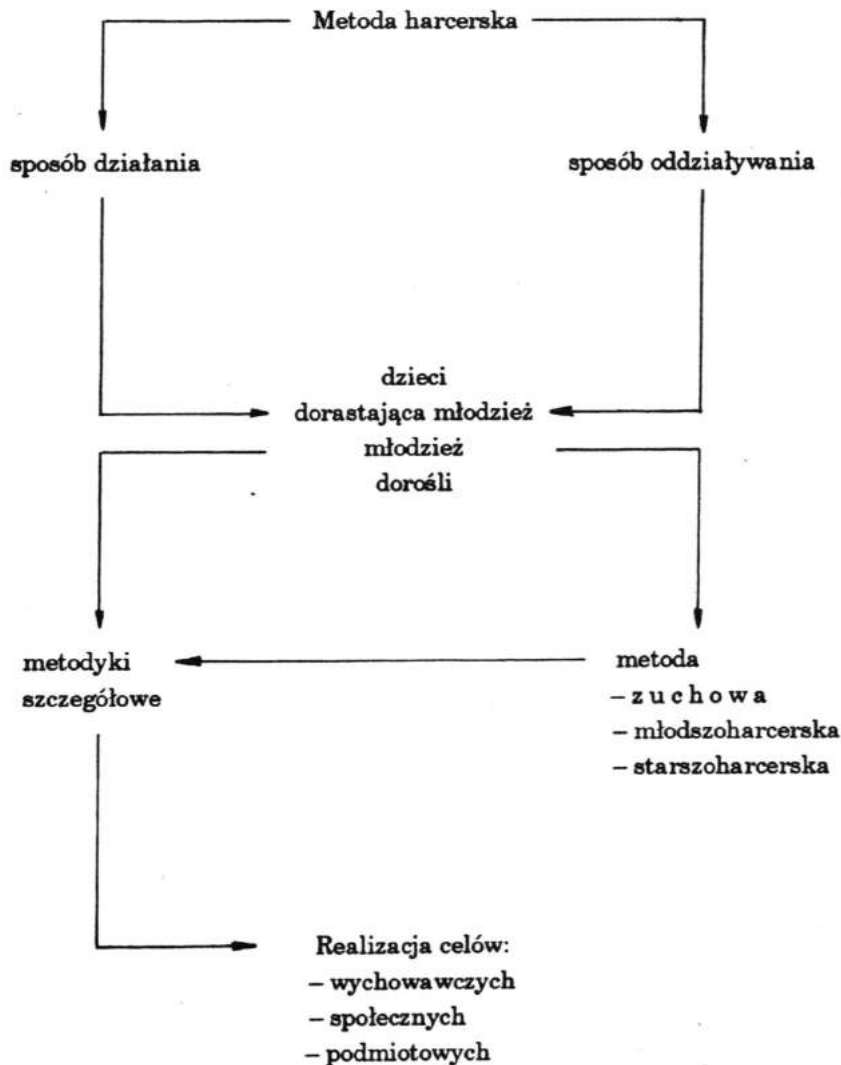 Metoda harcerska
sposób działania
sposób oddziaływania
dzieci
dorastająca młodzież
młodzież
dorośli
metodyki
szczegółowe
metoda
– z u c h o w a
– młodszoharcerska
– starszoharcerska
Realizacja celów:
– wychowawczych
– społecznych
– podmiotowych